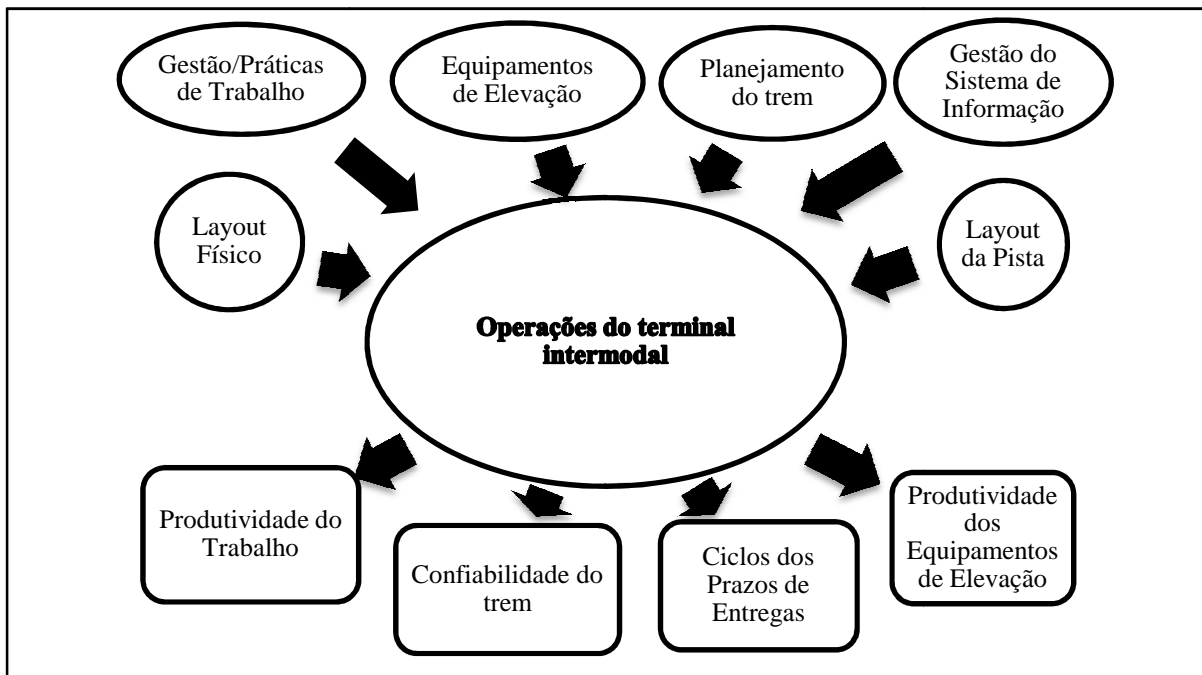 Gestão/Práticas
de Trabalho
Equipamentos
de Elevação
Planejamento
do trem
Gestão do
Sistema de
Informação
Layout
Físico
Layout
da Pista
Operações do terminal
intermodal
Produtividade do
Trabalho
Confiabilidade do
trem
Ciclos dos
Prazos de
Entregas
Produtividade
dos
Equipamentos
de Elevação